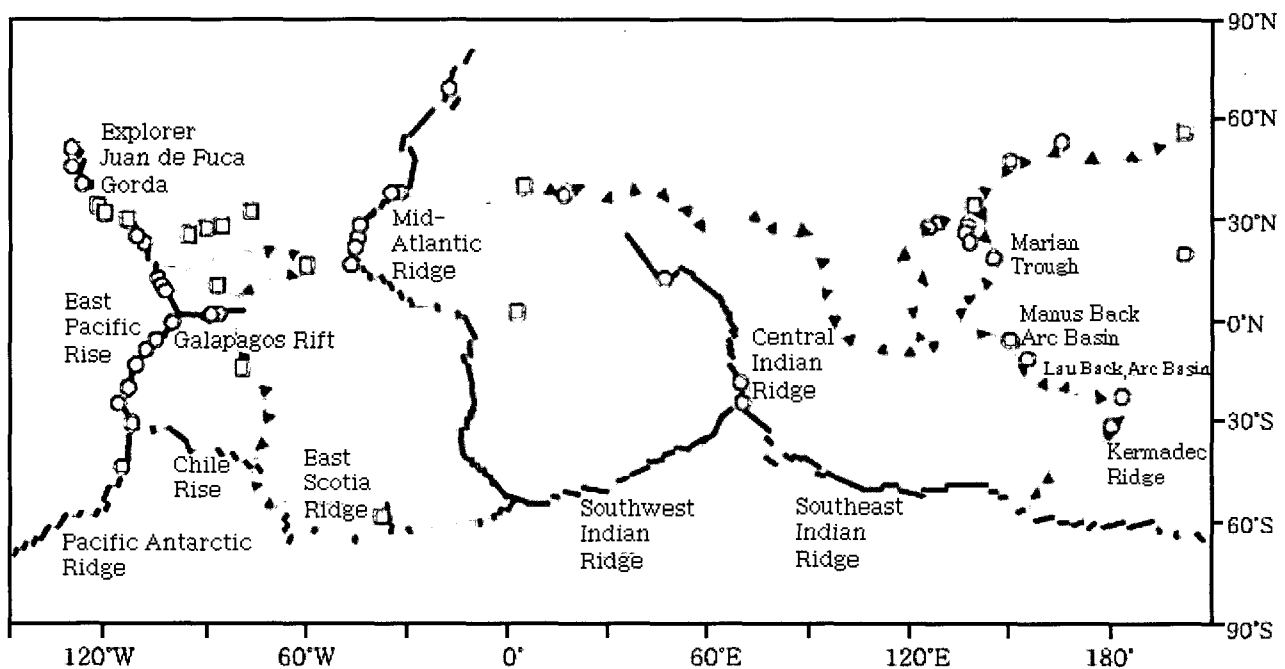 90°N
60°N
30°N
0°N
30°S
60°S
90°S
Explorer
Juan de Fuca
Gorda
Mid-
Atlantic
Ridge
Marian
Trough
East
Pacific
Rise
Galapagos Rift
Central
Indian
Ridge
Manus Back
Arc Basin
Lau Back Arc Basin
Chile
Rise
East
Scotia
Ridge
Kermadec
Ridge
Pacific Antarctic
Ridge
Southwest
Indian
Ridge
Southeast
Indian
Ridge
120°W
60°W
0°
60°E
120°E
180°